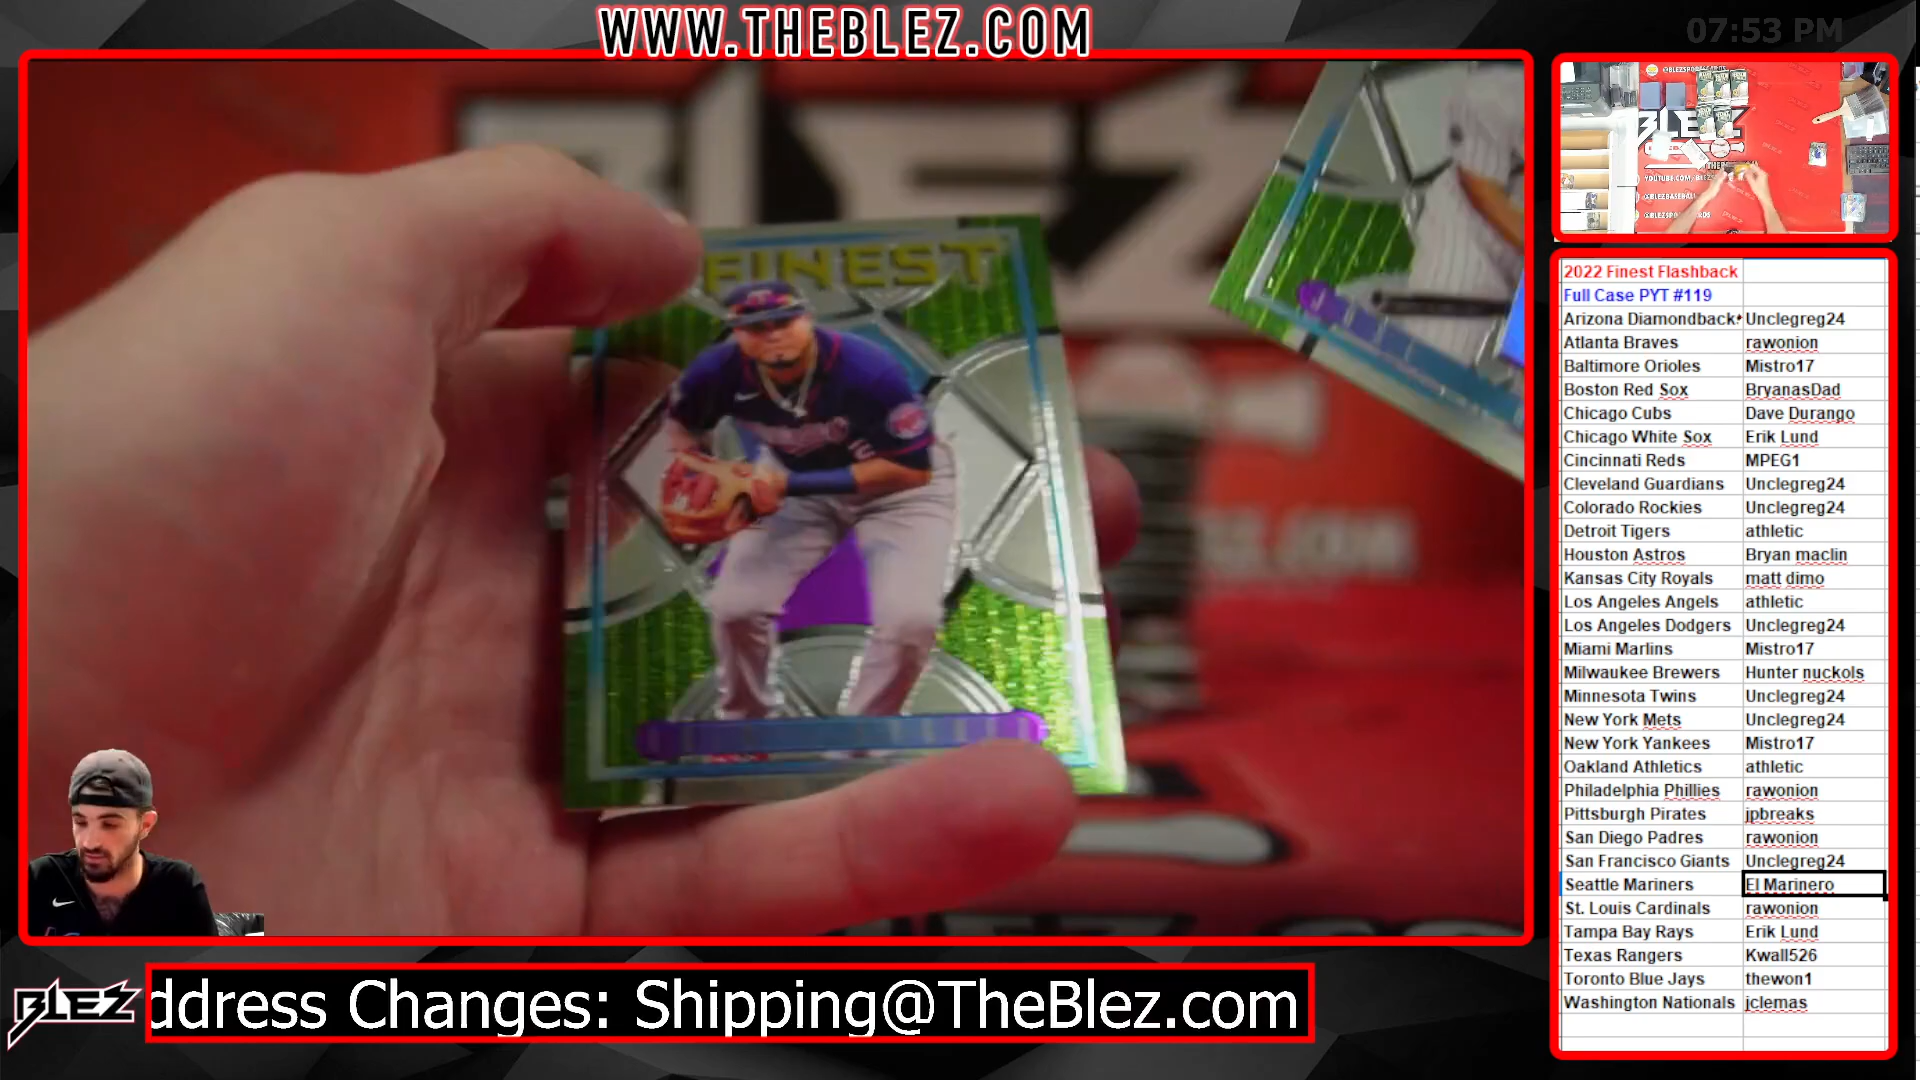 WWW.THEBLEZ.COM
07:53 PM
FINEST
BLEZ
2022 Finest Flashback
Full Case PYT #119
Arizona Diamondback Unclegreg24
Atlanta Braves rawonion
Baltimore Orioles Mistro17
Boston Red Sox BryanasDad
Chicago Cubs Dave Durango
Chicago White Sox Erik Lund
Cincinnati Reds MPEG1
Cleveland Guardians Unclegreg24
Colorado Rockies Unclegreg24
Detroit Tigers athletic
Houston Astros Bryan maclin
Kansas City Royals matt dimo
Los Angeles Angels athletic
Los Angeles Dodgers Unclegreg24
Miami Marlins Mistro17
Milwaukee Brewers Hunter nuckols
Minnesota Twins Unclegreg24
New York Mets Unclegreg24
New York Yankees Mistro17
Oakland Athletics athletic
Philadelphia Phillies rawonion
Pittsburgh Pirates jpbreaks
San Diego Padres rawonion
San Francisco Giants Unclegreg24
Seattle Mariners El Marinero
St. Louis Cardinals rawonion
Tampa Bay Rays Erik Lund
Texas Rangers Kwall526
Toronto Blue Jays thewon1
Washington Nationals jclemas
BLEZ
ddress Changes: Shipping@TheBlez.com